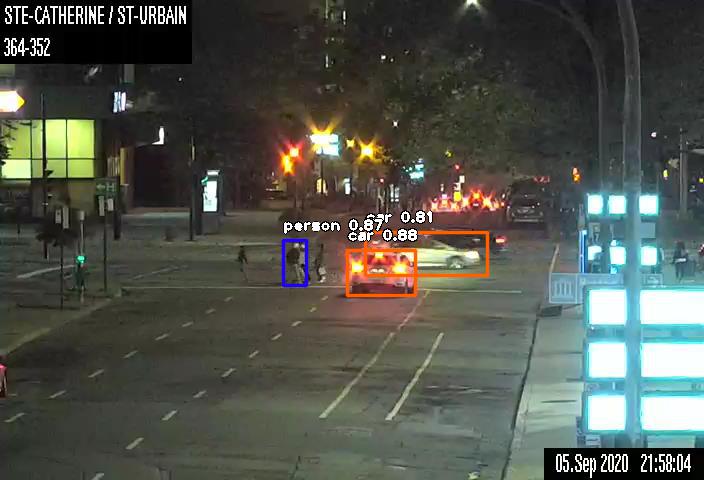 STE-CATHERINE / ST-URBAIN
364-352
car 0.81
person 0.87
car 0.88
05.Sep 2020 21:58:04